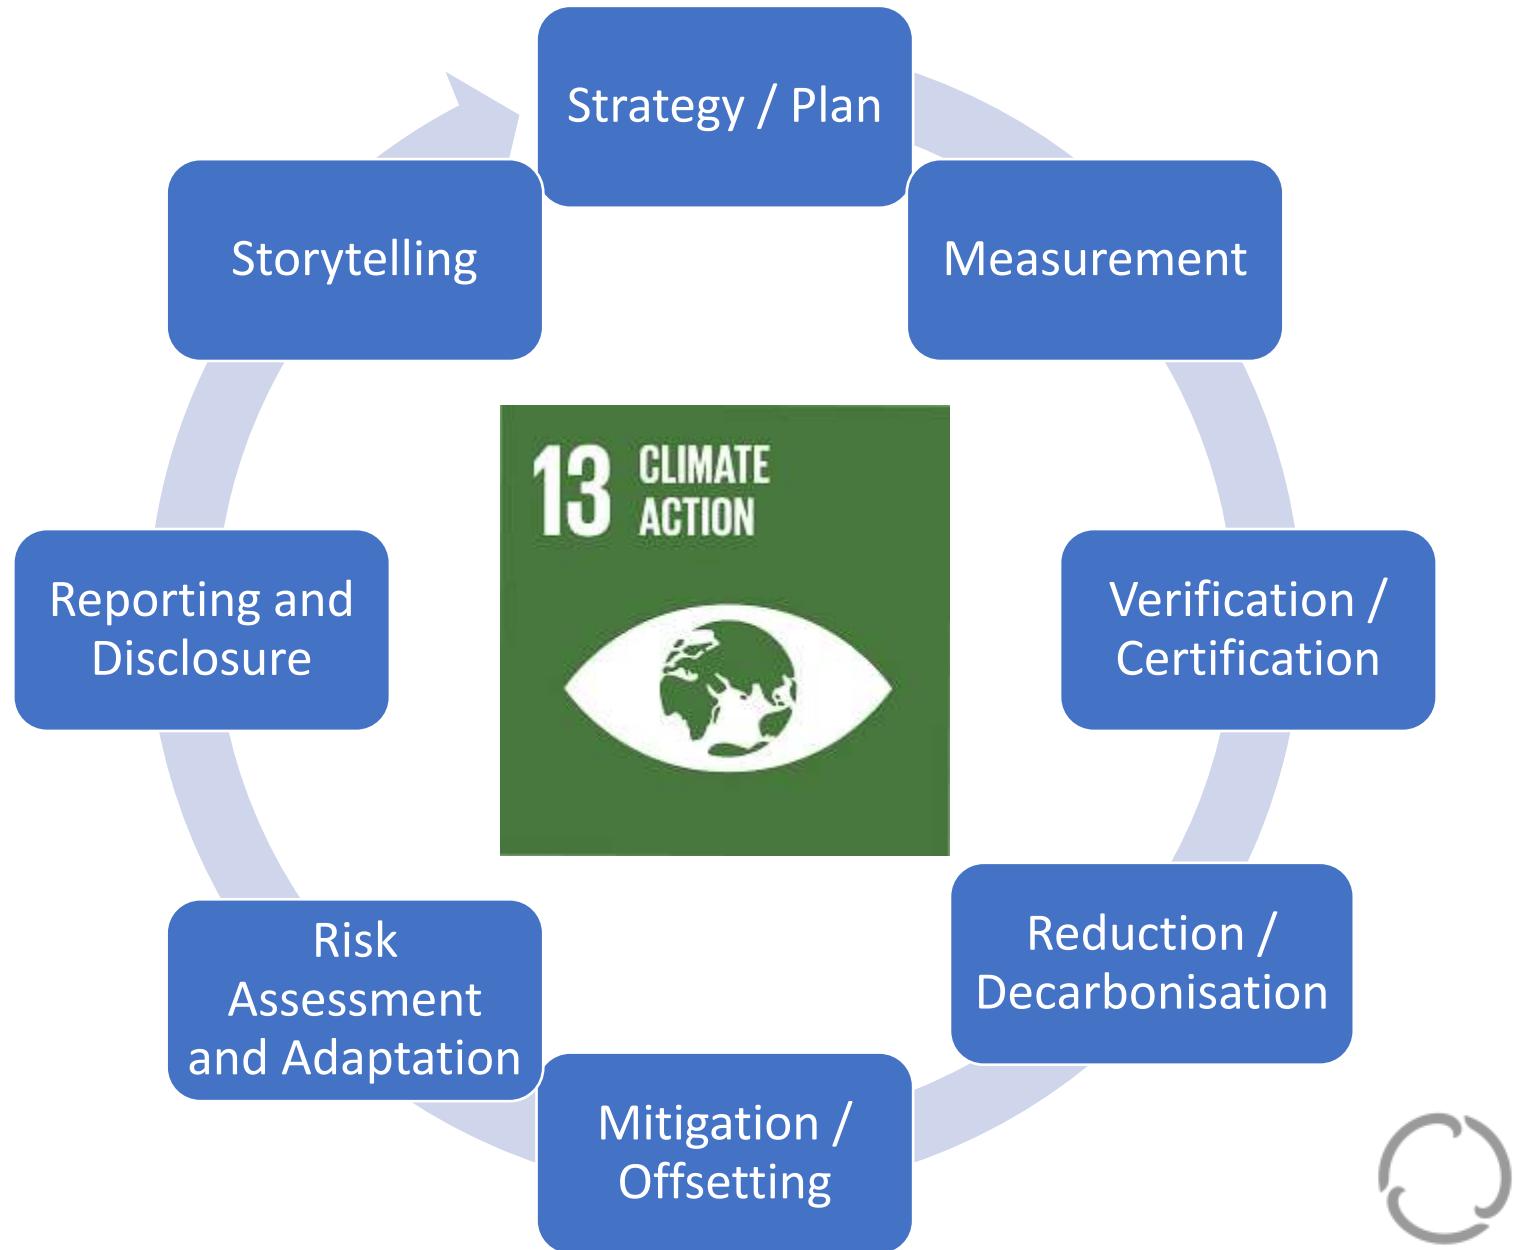 Strategy / Plan
Measurement
Verification /
Certification
Reduction /
Decarbonisation
Mitigation /
Offsetting
Risk
Assessment
and Adaptation
Reporting and
Disclosure
Storytelling
13 CLIMATE
ACTION